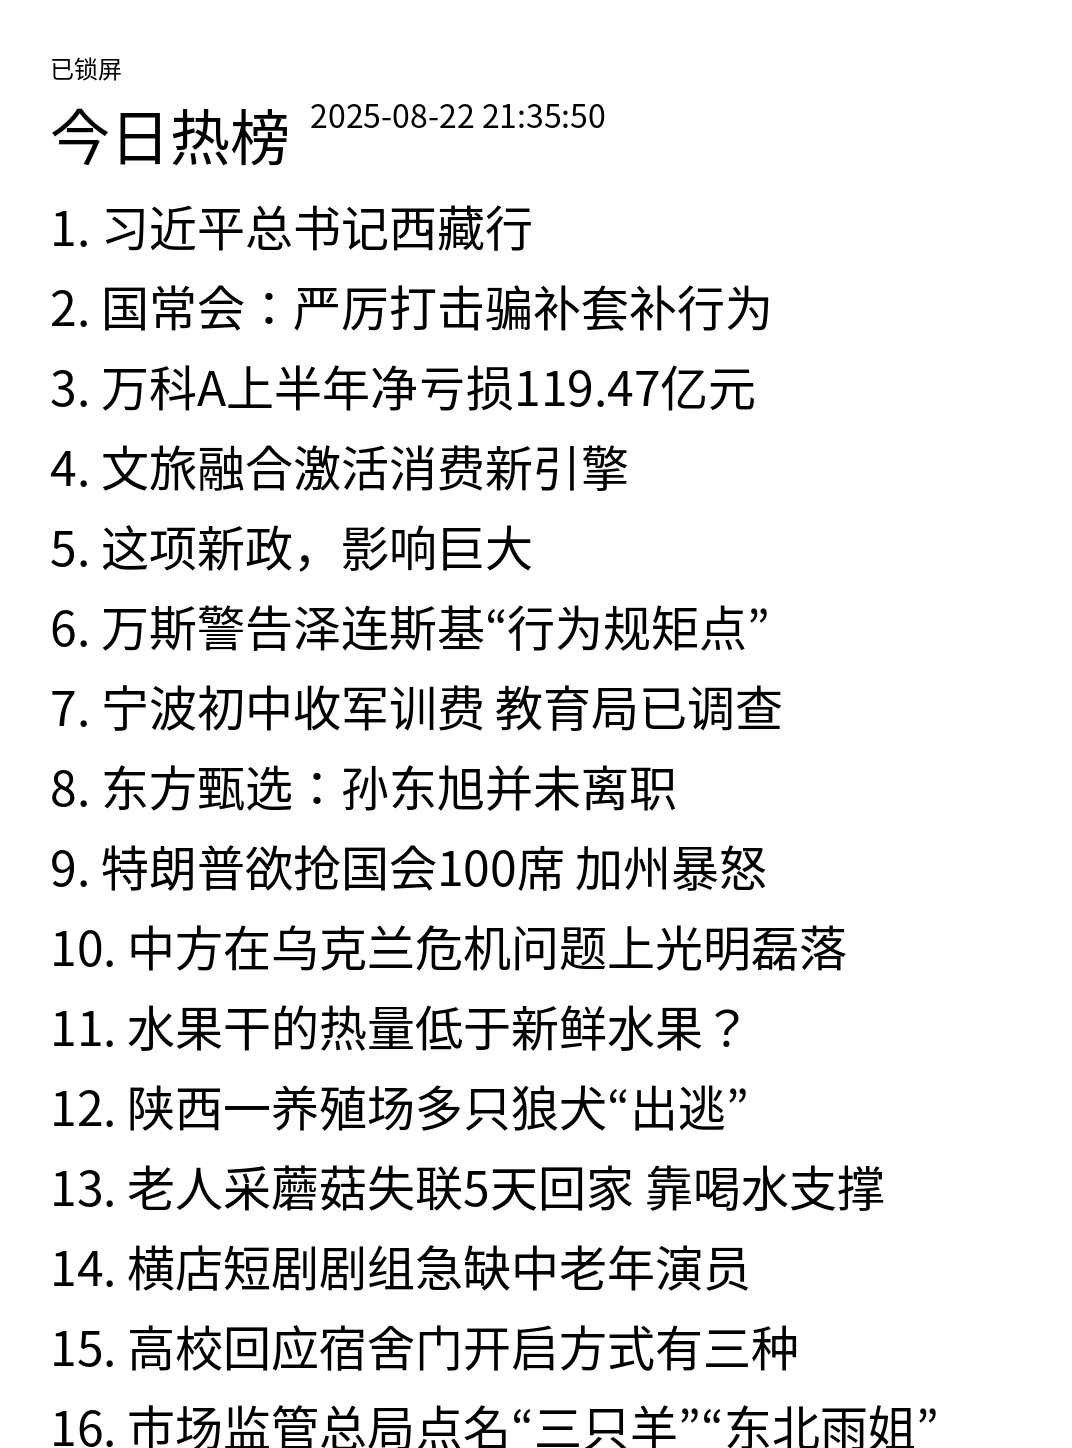 已锁屏
今日热榜 2025-08-22 21:35:50
1. 习近平总书记西藏行
2. 国常会：严厉打击骗补套补行为
3. 万科A上半年净亏损119.47亿元
4. 文旅融合激活消费新引擎
5. 这项新政，影响巨大
6. 万斯警告泽连斯基“行为规矩点”
7. 宁波初中收军训费 教育局已调查
8. 东方甄选：孙东旭并未离职
9. 特朗普欲抢国会100席 加州暴怒
10. 中方在乌克兰危机问题上光明磊落
11. 水果干的热量低于新鲜水果？
12. 陕西一养殖场多只狼犬“出逃”
13. 老人采蘑菇失联5天回家 靠喝水支撑
14. 横店短剧剧组急缺中老年演员
15. 高校回应宿舍门开启方式有三种
16. 市场监管总局点名“三只羊”“东北雨姐”